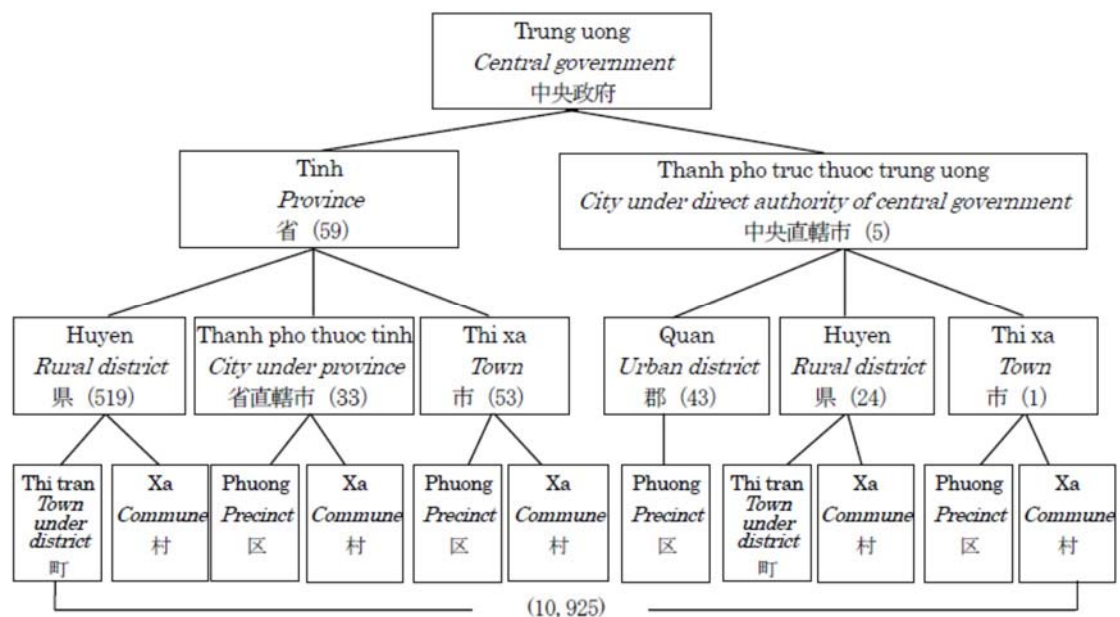 Trung uong
Central government
中央政府
Tinh
Province
省 (59)
Thanh pho truc thuoc trung uong
City under direct authority of central government
中央直轄市 (5)
Huyen
Rural district
県 (519)
Thanh pho thuoc tinh
City under province
省直轄市 (33)
Thi xa
Town
市 (53)
Quan
Urban district
郡 (43)
Huyen
Rural district
県 (24)
Thi xa
Town
市 (1)
Thi tran
Town
under
district
町
Xa
Commune
村
Phuong
Precinct
区
Xa
Commune
村
Phuong
Precinct
区
Xa
Commune
村
Phuong
Precinct
区
Thi tran
Town
under
district
町
Xa
Commune
村
Phuong
Precinct
区
Xa
Commune
村
(10,925)